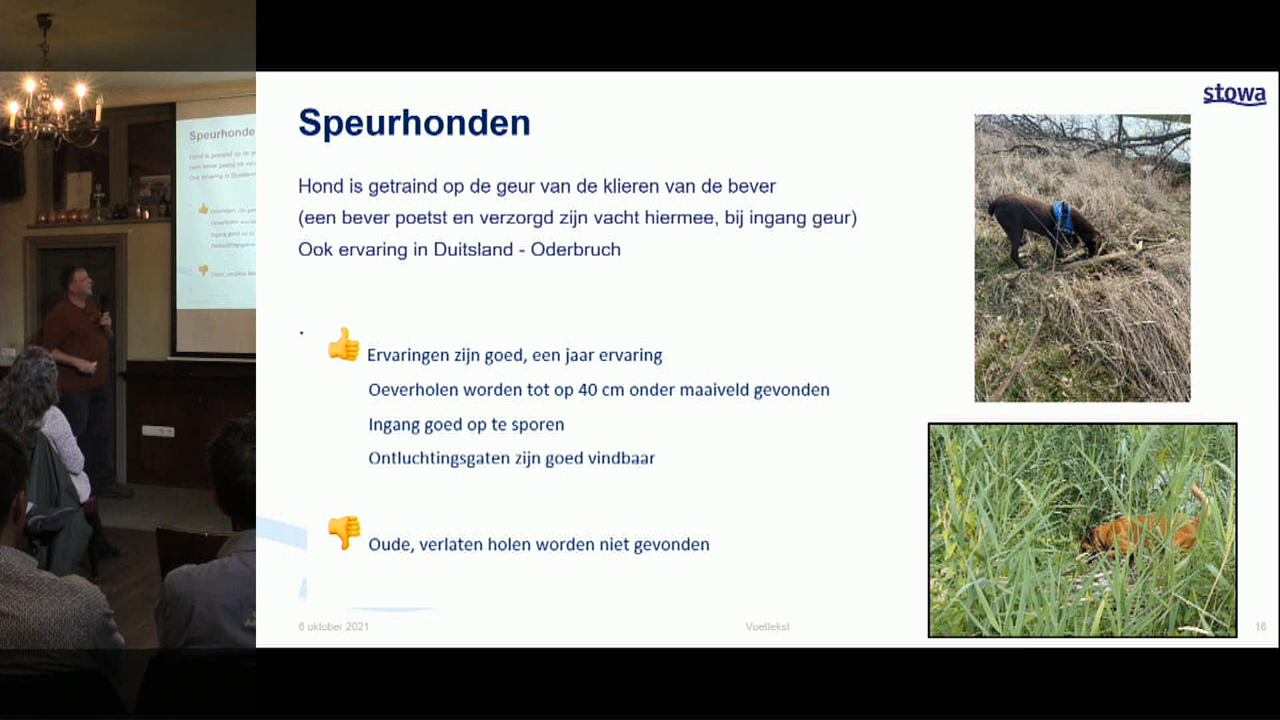 stowa
Speurhonden
Hond is getraind op de geur van de klieren van de bever
(een bever poetst en verzorgd zijn vacht hiermee, bij ingang geur)
Ook ervaring in Duitsland - Oderbruch
Ervaringen zijn goed, een jaar ervaring
Oeverholen worden tot op 40 cm onder maaiveld gevonden
Ingang goed op te sporen
Ontluchtingsgaten zijn goed vindbaar
Oude, verlaten holen worden niet gevonden
6 oktober 2021
Voettekst
16
Speurhonde